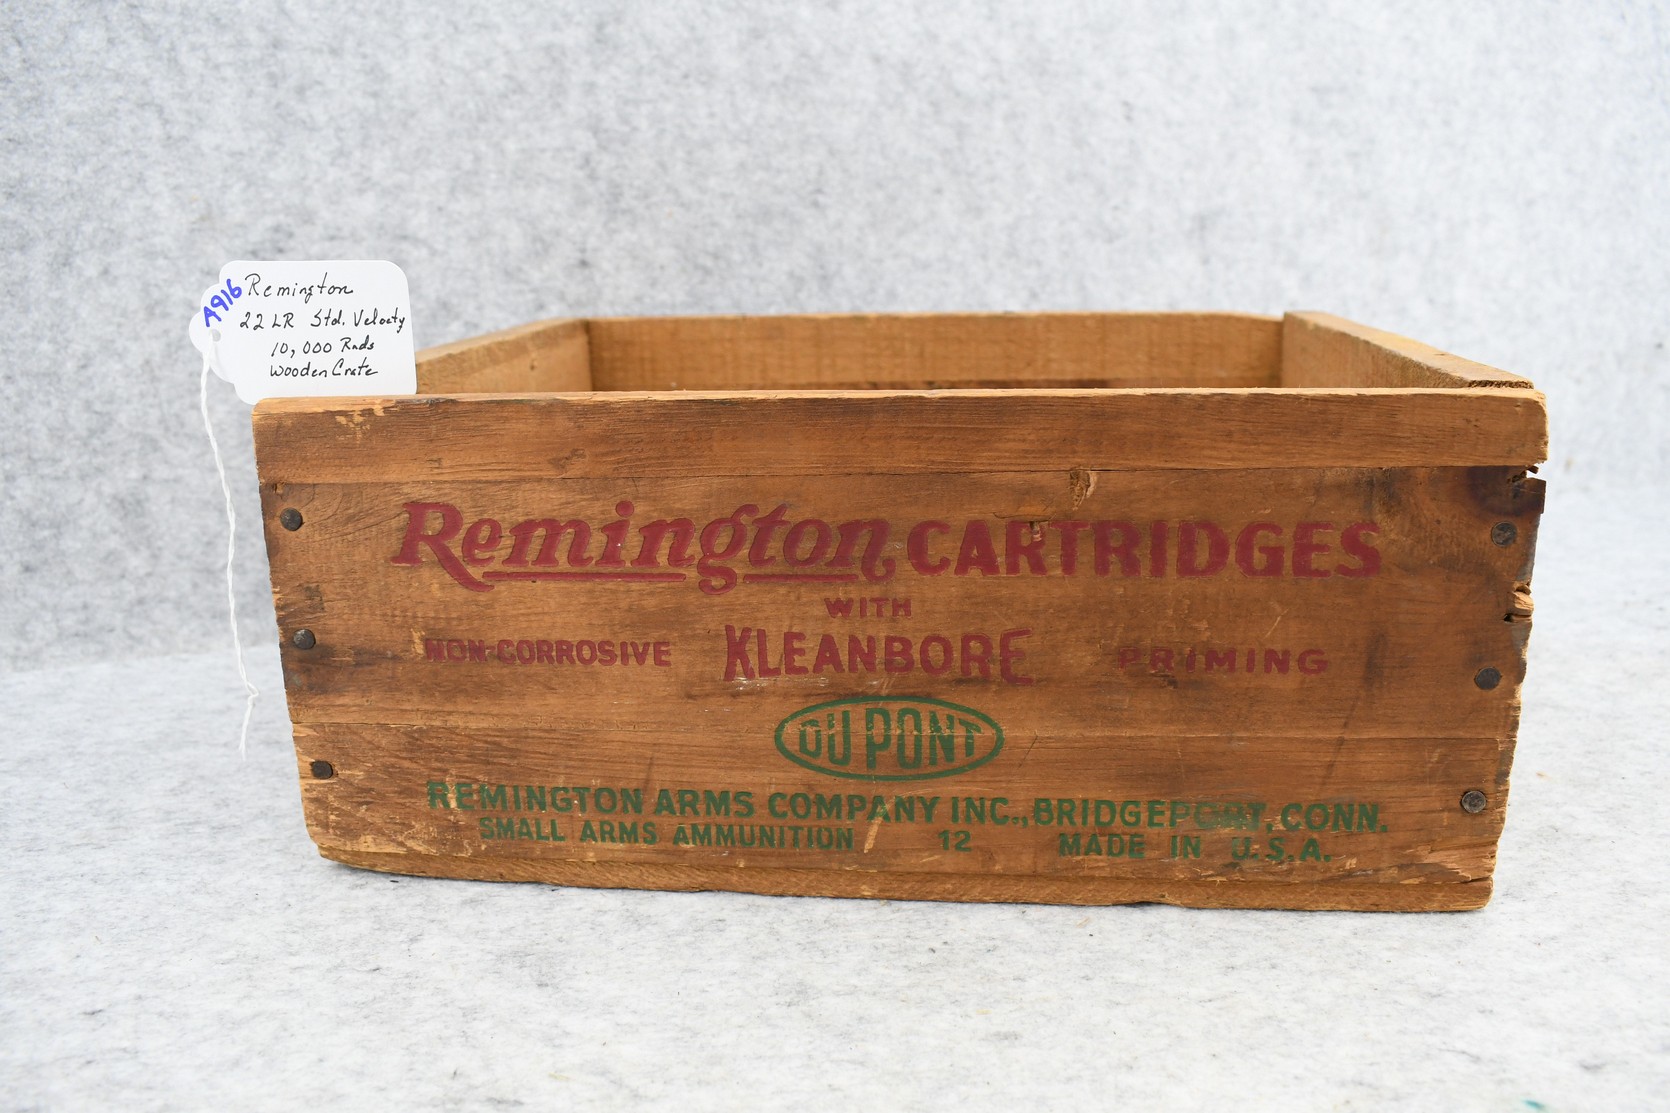 A916
Remington
22 LR Std. Velocity
10,000 Rnds
Wooden Crate
Remington CARTRIDGES
WITH
NON-CORROSIVE KLEANBORE PRIMING
DU PONT
REMINGTON ARMS COMPANY INC., BRIDGEPORT, CONN.
SMALL ARMS AMMUNITION 12 MADE IN U.S.A.